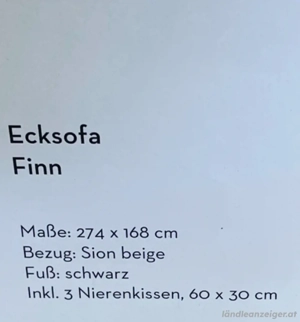 Ecksofa
Finn
Maße: 274 x 168 cm
Bezug: Sion beige
Fuß: schwarz
Inkl. 3 Nierenkissen, 60 x 30 cm
ländleanzeiger.at